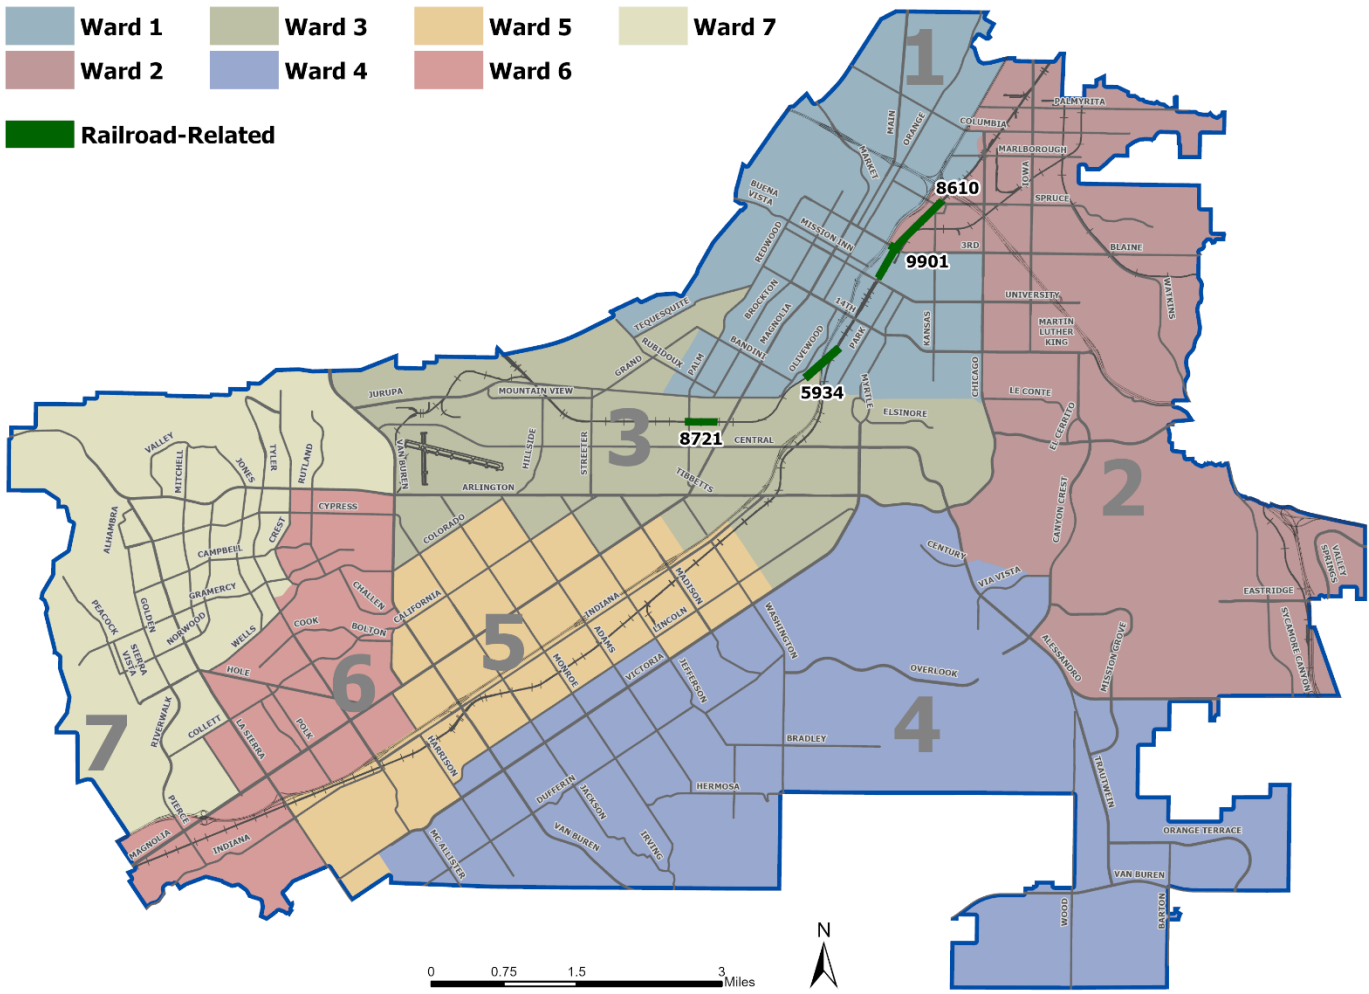 Ward 1
Ward 3
Ward 5
Ward 7
Ward 2
Ward 4
Ward 6
Railroad-Related
1
PALMYRITA
MAIN
ORANGE
COLUMBIA
MARKET
MARLBOROUGH
IOWA
8610
BUENA
VISTA
SPRUCE
MISSION INN
REDWOOD
3RD
BLAINE
9901
WATKINS
BROCKTON
MAGNOLIA
14TH
UNIVERSITY
TEQUESQUITE
KANSAS
MARTIN
LUTHER
KING
RUBIDOUX
BANDINI
OLIVEWOOD
PARK
GRAND
PALM
CHICAGO
5934
MYRTLE
LE CONTE
JURUPA
MOUNTAIN VIEW
ELSINORE
EL CERRITO
3
8721
CENTRAL
VALLEY
MITCHELL
JONES
TYLER
RUTLAND
VAN BUREN
HILLSIDE
STREETER
TIBBETTS
ARLINGTON
2
CANYON CREST
ALHAMBRA
CYPRESS
COLORADO
CREST
CAMPBELL
CENTURY
VIA VISTA
VALLEY
SPRINGS
GRAMERCY
CHALLEN
CALIFORNIA
INDIANA
MADISON
LINCOLN
EASTRIDGE
SYCAMORE CANYON
PEACOCK
GOLDEN
NORWOOD
WELLS
COOK
BOLTON
5
ADAMS
WASHINGTON
ALESSANDRO
MISSION GROVE
SIERRA
VISTA
HOLE
6
MONROE
VICTORIA
JEFFERSON
OVERLOOK
7
RIVERWALK
COLLETT
LA SIERRA
POLK
HARRISON
BRADLEY
4
TRAUTWEIN
PIERCE
DUFFERIN
JACKSON
HERMOSA
MAGNOLIA
INDIANA
MC ALLISTER
VAN BUREN
IRVING
ORANGE TERRACE
VAN BUREN
WOOD
BARTON
N
0
0.75
1.5
3
Miles